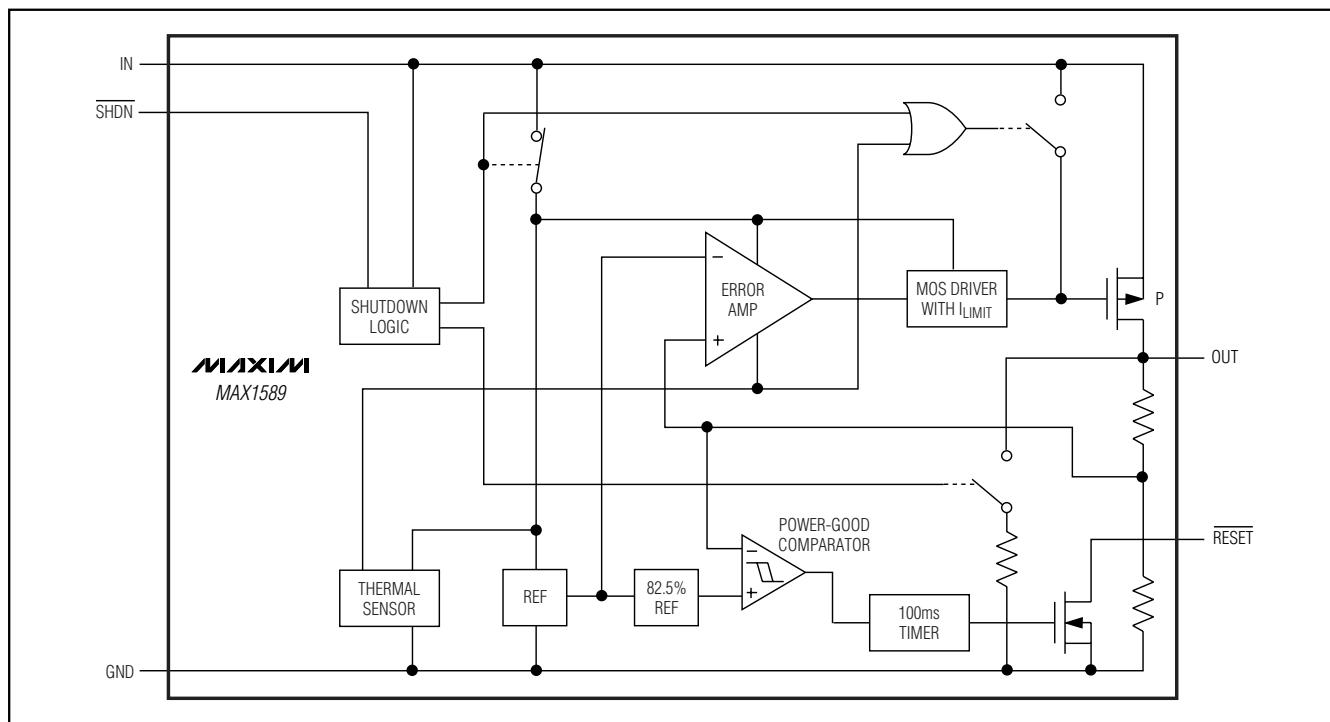 IN
SHDN
ERROR
AMP
MOS DRIVER
WITH ILIMIT
P
SHUTDOWN
LOGIC
MAXIM
MAX1589
OUT
POWER-GOOD
COMPARATOR
RESET
THERMAL
SENSOR
REF
82.5%
REF
100ms
TIMER
GND
−
+
−
+